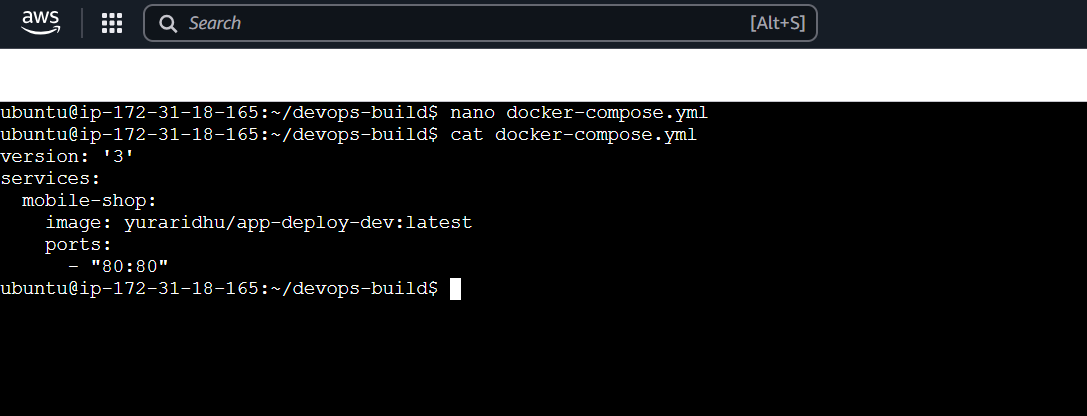 aws
Search [Alt+S]
ubuntu@ip-172-31-18-165:~/devops-build$ nano docker-compose.yml
ubuntu@ip-172-31-18-165:~/devops-build$ cat docker-compose.yml
version: '3'
services:
  mobile-shop:
    image: yuraridhu/app-deploy-dev:latest
    ports:
      - "80:80"
ubuntu@ip-172-31-18-165:~/devops-build$